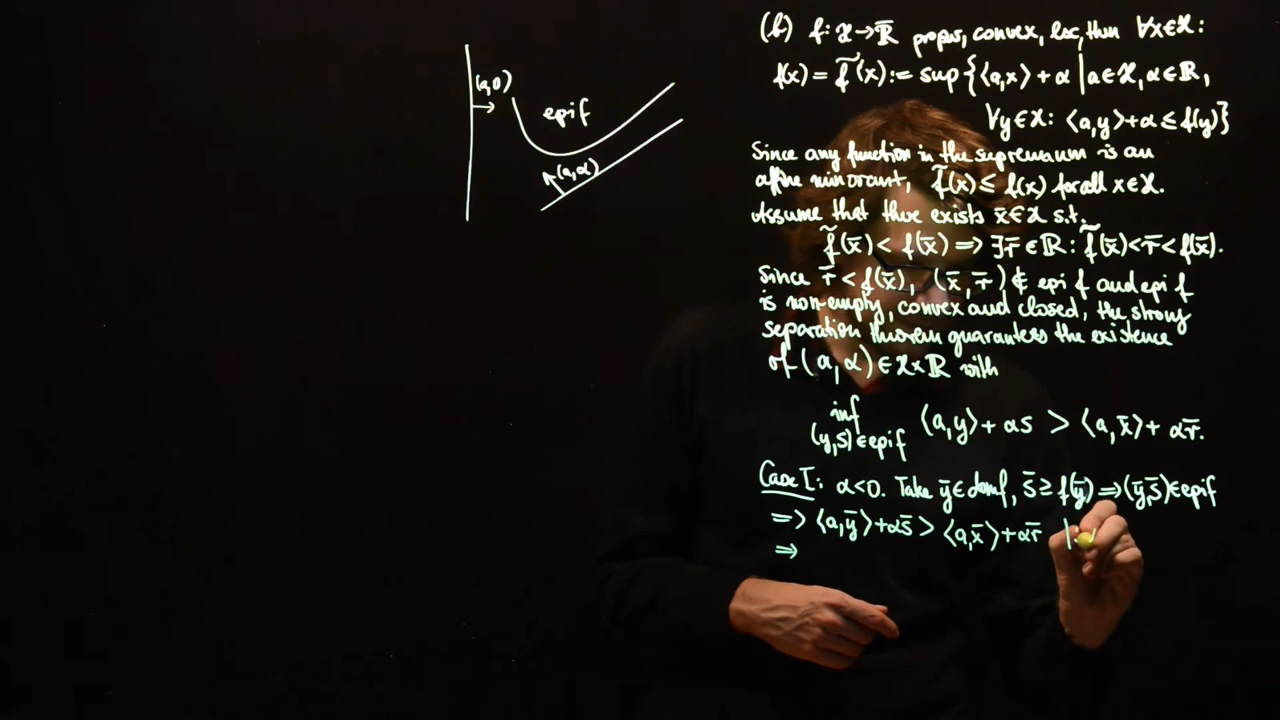 (a,0)
epi f
(a,α)
(b) f: X→R̅ proper, convex, lsc, then ∀x∈X:
f(x) = f̃(x) := sup{⟨a,x⟩ + α | a∈X, α∈ℝ,
∀y∈X: ⟨a,y⟩+α ≤ f(y)}
Since any function in the supremum is an
affine minorant, f̃(x) ≤ f(x) for all x∈X.
Assume that there exists x̄∈X s.t.
f̃(x̄) < f(x̄) ⟹ ∃r̄∈ℝ: f̃(x̄)<r̄<f(x̄).
Since r̄ < f(x̄), (x̄, r̄) ∉ epi f and epi f
is non-empty, convex and closed, the strong
separation theorem guarantees the existence
of (a,α) ∈ X×ℝ with
inf (y,s)∈epi f ⟨a,y⟩ + αs > ⟨a,x̄⟩ + αr̄.
Case I: α<0. Take ȳ∈dom f, s̄ ≥ f(ȳ) ⟹ (ȳ,s̄)∈epi f
⟹ ⟨a,ȳ⟩+αs̄ > ⟨a,x̄⟩+αr̄ |:
⟹